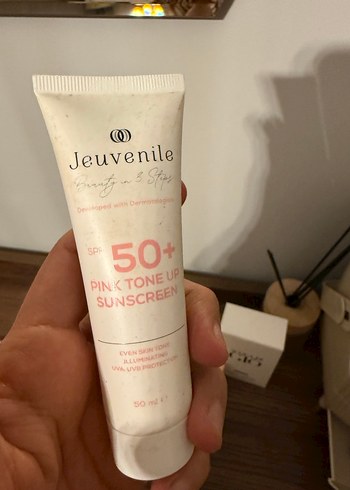 Jeuvenile
Beauty in 3 Steps
Developed with Dermatologists
SPF 50+
PINK TONE UP
SUNSCREEN
EVEN SKIN TONE
ILLUMINATING
UVA-UVB PROTECTION
50 ml e